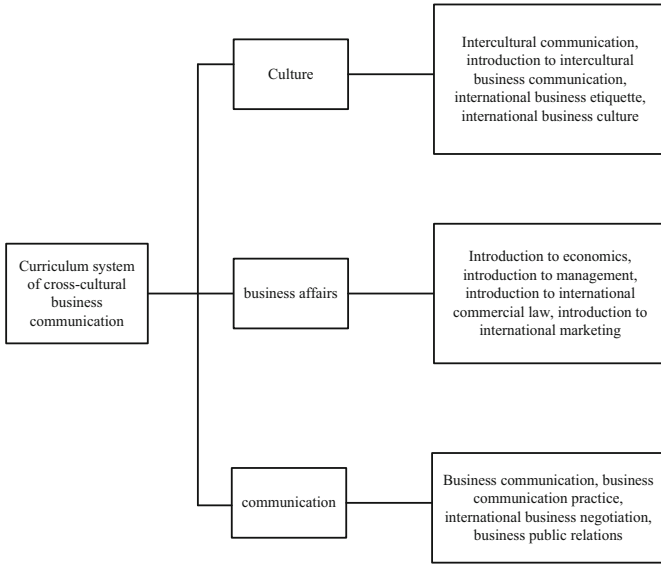 Culture
Intercultural communication,
introduction to intercultural
business communication,
international business etiquette,
international business culture
Curriculum system
of cross-cultural
business
communication
business affairs
Introduction to economics,
introduction to management,
introduction to international
commercial law, introduction to
international marketing
communication
Business communication, business
communication practice,
international business negotiation,
business public relations